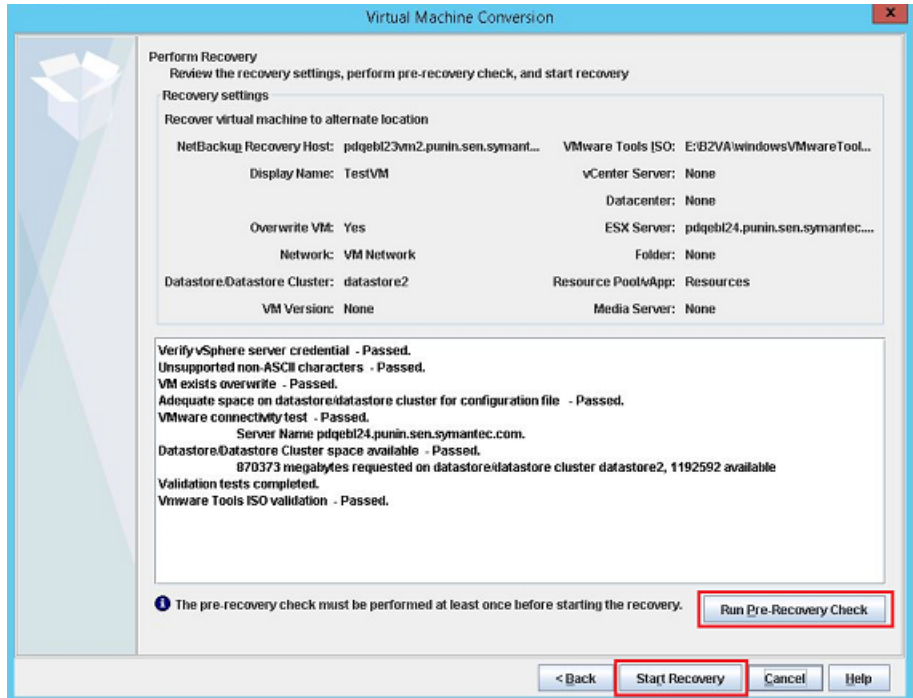 Virtual Machine Conversion
x
Perform Recovery
Review the recovery settings, perform pre-recovery check, and start recovery
Recovery settings
Recover virtual machine to alternate location
NetBackup Recovery Host: pdqebl23vm2.punin.sen.symant... VMware Tools ISO: E:\B2VA\windowsVMwareTool...
Display Name: TestVM vCenter Server: None
Datacenter: None
Overwrite VM: Yes ESX Server: pdqebl24.punin.sen.symantec....
Network: VM Network Folder: None
Datastore/Datastore Cluster: datastore2 Resource Pool/vApp: Resources
VM Version: None Media Server: None
Verify vSphere server credential - Passed.
Unsupported non-ASCII characters - Passed.
VM exists overwrite - Passed.
Adequate space on datastore/datastore cluster for configuration file - Passed.
VMware connectivity test - Passed.
Server Name pdqebl24.punin.sen.symantec.com.
Datastore/Datastore Cluster space available - Passed.
870373 megabytes requested on datastore/datastore cluster datastore2, 1192592 available
Validation tests completed.
Vmware Tools ISO validation - Passed.
The pre-recovery check must be performed at least once before starting the recovery.
Run Pre-Recovery Check
< Back Start Recovery Cancel Help